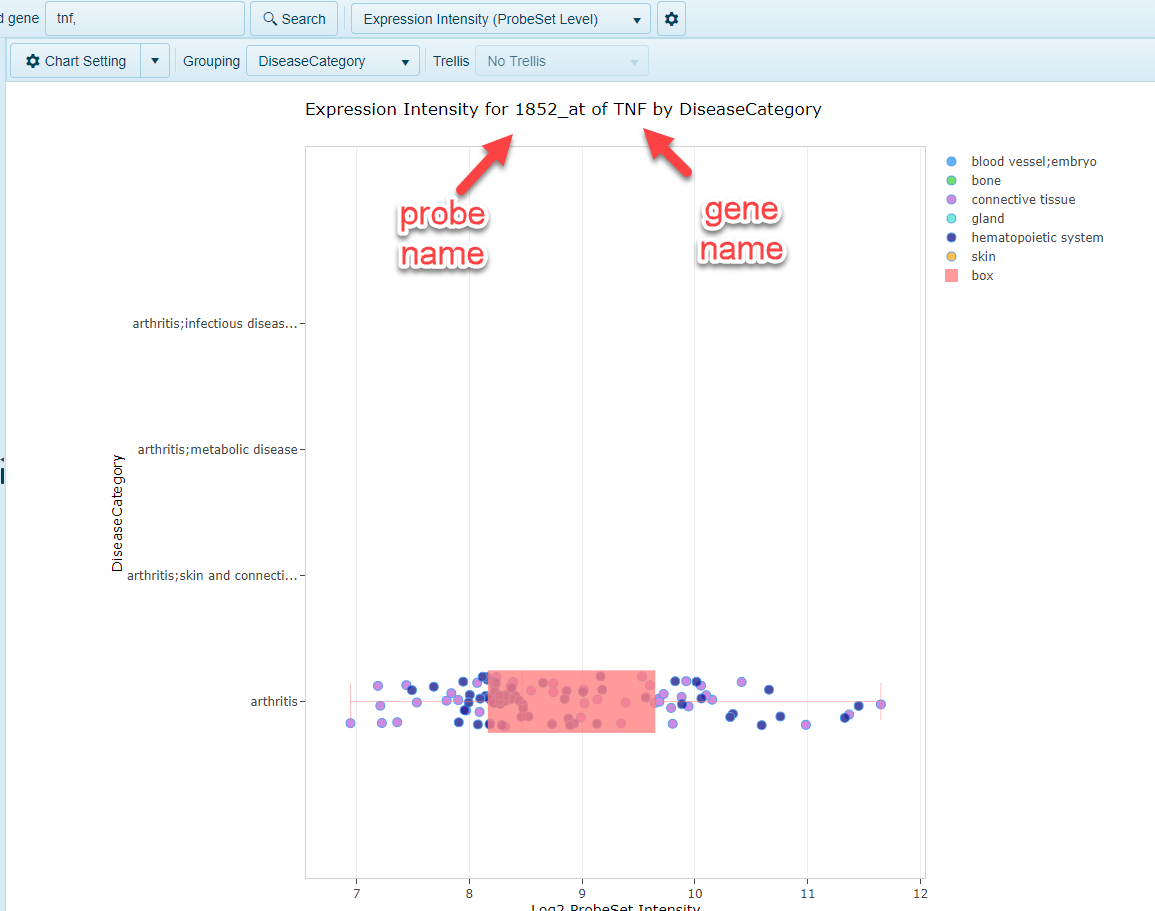 d gene tnf, Search Expression Intensity (ProbeSet Level)
Chart Setting Grouping DiseaseCategory Trellis No Trellis
Expression Intensity for 1852_at of TNF by DiseaseCategory
probe
name
gene
name
blood vessel;embryo
bone
connective tissue
gland
hematopoietic system
skin
box
arthritis;infectious diseas...
arthritis;metabolic disease
arthritis;skin and connecti...
arthritis
DiseaseCategory
7 8 9 10 11 12
Log2 ProbeSet Intensity